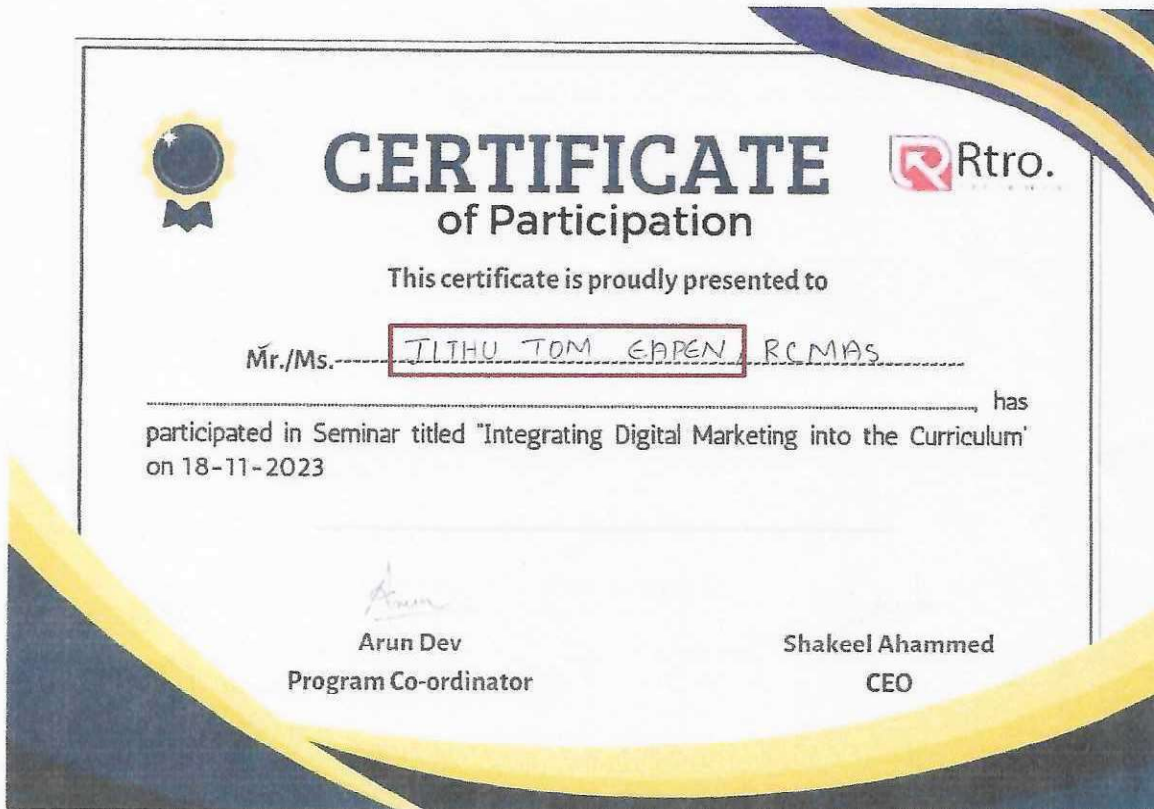 CERTIFICATE
of Participation
Rtro.
This certificate is proudly presented to
Mr./Ms. JITHU TOM EAPEN, RCMAS
, has
participated in Seminar titled "Integrating Digital Marketing into the Curriculum'
on 18-11-2023
Arun
Arun Dev
Program Co-ordinator
Shakeel Ahammed
CEO